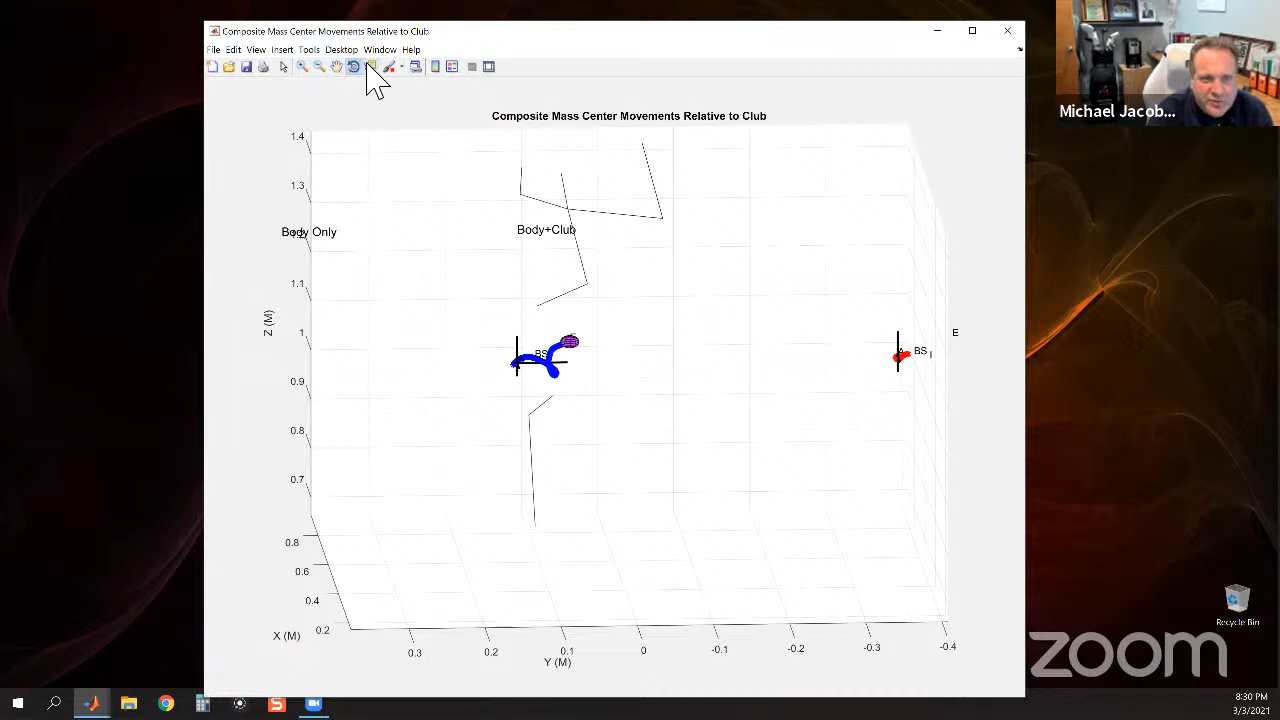 Composite Mass Center Movements Relative to Club
File Edit View Insert Tools Desktop Window Help
Michael Jacob...
Composite Mass Center Movements Relative to Club
1.4
1.3
1.2
Body Only
Body+Club
1.1
Z (M)
1
E
BS
A
BS
I
0.9
0.8
0.7
0.8
0.6
0.4
0.2
X (M)
0.3
0.2
0.1
0
-0.1
-0.2
-0.3
-0.4
Y (M)
Recycle Bin
zoom
8:30 PM
3/3/2021